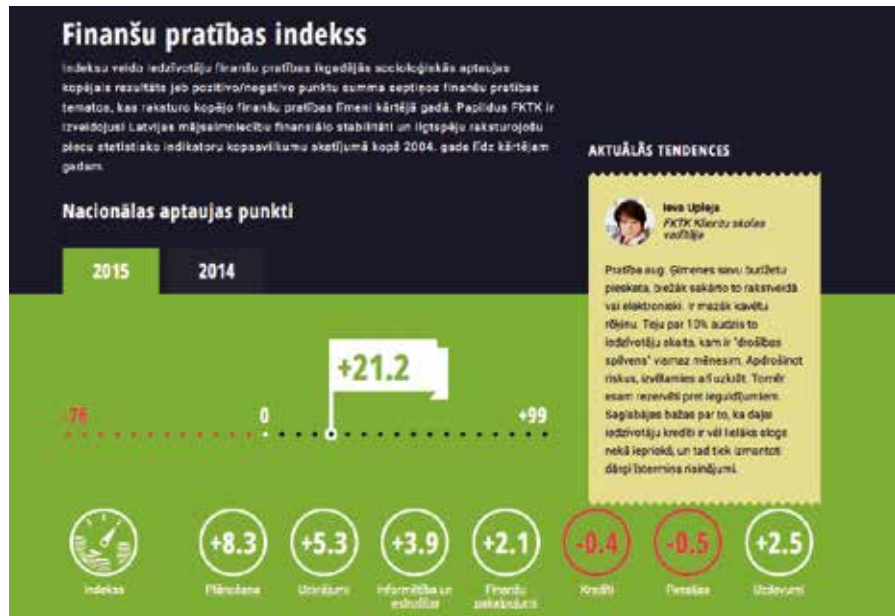 Finanšu pratības indekss
Indeksu veido iedzīvotāju finanšu pratības ikgadējās socioloģiskās aptaujas
kopējais rezultāts jeb pozitīvo/negatīvo punktu summa septiņos finanšu pratības
tematos, kas raksturo kopējo finanšu pratības līmeni kārtējā gadā. Papildus FKTK ir
izveidojusi Latvijas mājsaimniecību finansiālo stabilitāti un ilgtspēju raksturojošu
piecu statistisko indikatoru kopsavilkumu skatījumā kopš 2004. gada līdz kārtējam
gadam.
AKTUĀLĀS TENDENCES
Nacionālas aptaujas punkti
2015
2014
Ieva Upleja
FKTK Klientu skolas
vadītāja
Pratība aug. Ģimenes savu budžetu
pieskata, biežāk sakārto to rakstveidā
vai elektroniski. Ir mazāk kavētu
rēķinu. Teju par 10% audzis to
iedzīvotāju skaits, kam ir "drošības
spilvens" vismaz mēnesim. Apdrošinot
riskus, izvēlamies arī uzkrāt. Tomēr
esam rezervēti pret ieguldījumiem.
Saglabājas bažas par to, ka daļai
iedzīvotāju kredīti ir vēl lielāks slogs
nekā iepriekš, un tad tiek izmantoti
dārgi īstermiņa risinājumi.
+21.2
-76
0
+99
+8.3
+5.3
+3.9
+2.1
-0.4
-0.5
+2.5
Indekss
Plānošana
Uzkrājumi
Informētība un
Finanšu
pakalpojumi
Kredīti
Pensijas
Uzdevumi